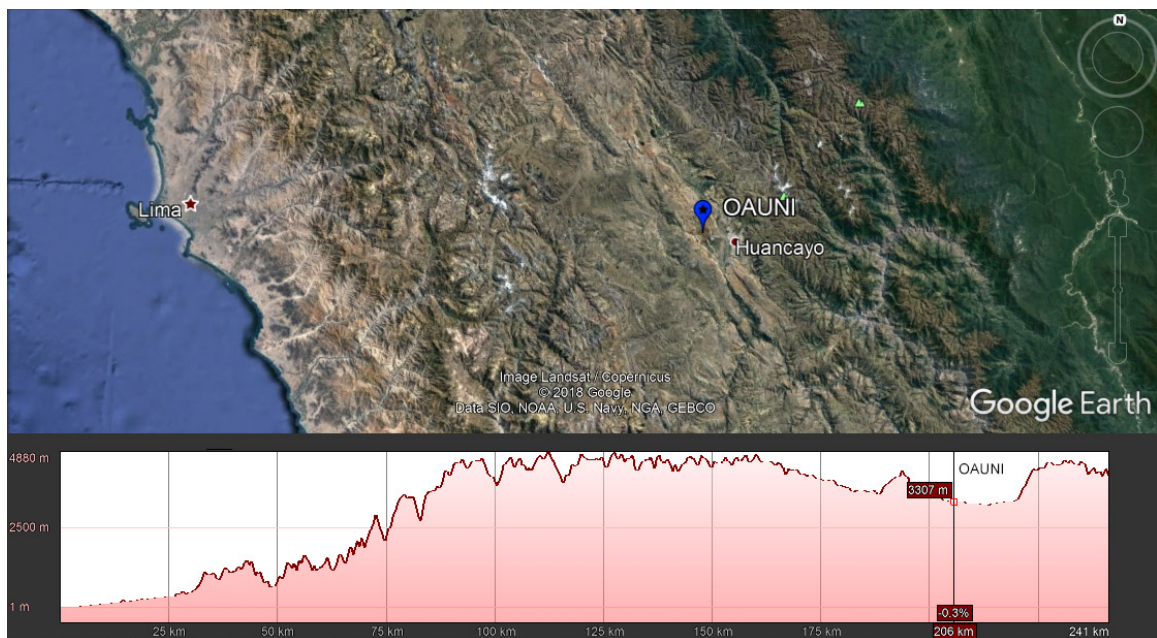 N
OAUNI
Lima
Huancayo
Image Landsat / Copernicus
© 2018 Google
Data SIO, NOAA, U.S. Navy, NGA, GEBCO
Google Earth
4880 m
OAUNI
3307 m
2500 m
1 m
-0.3%
25 km 50 km 75 km 100 km 125 km 150 km 175 km 206 km 241 km